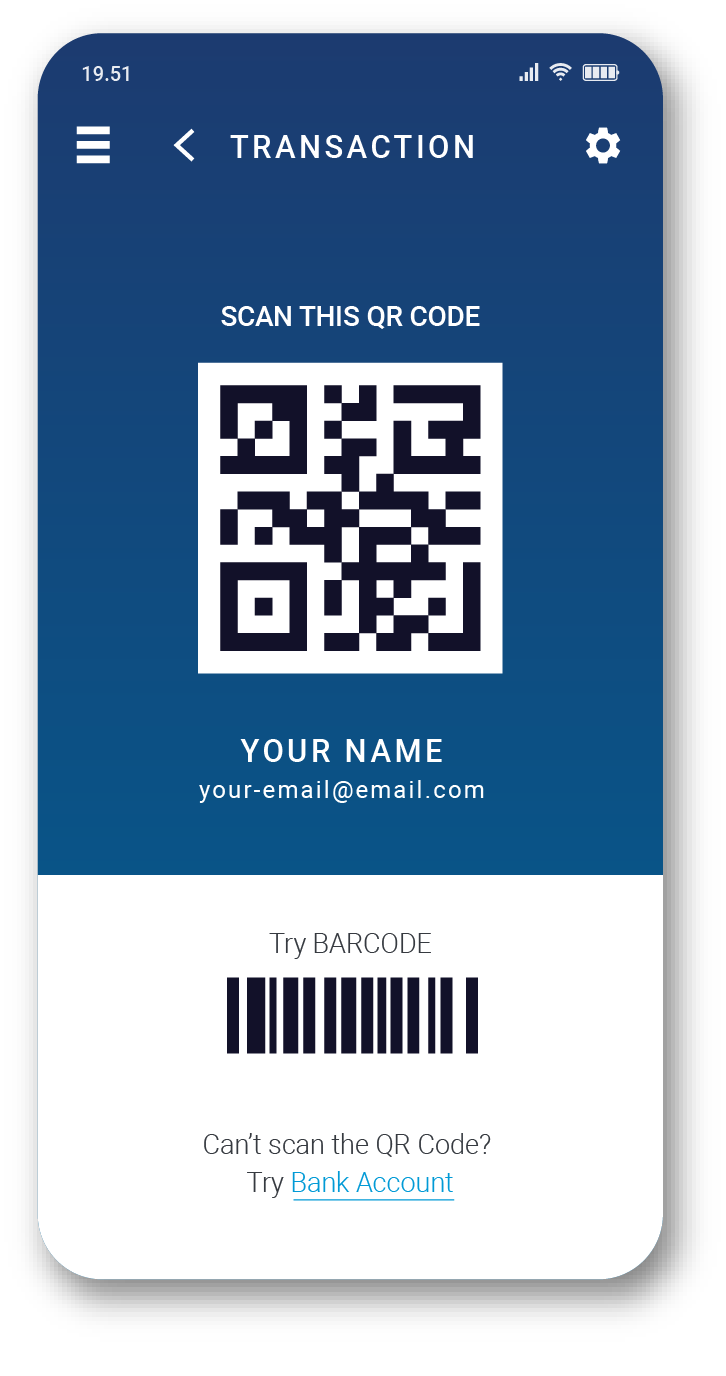 19.51
TRANSACTION
SCAN THIS QR CODE
YOUR NAME
your-email@email.com
Try BARCODE
Can’t scan the QR Code?
Try Bank Account